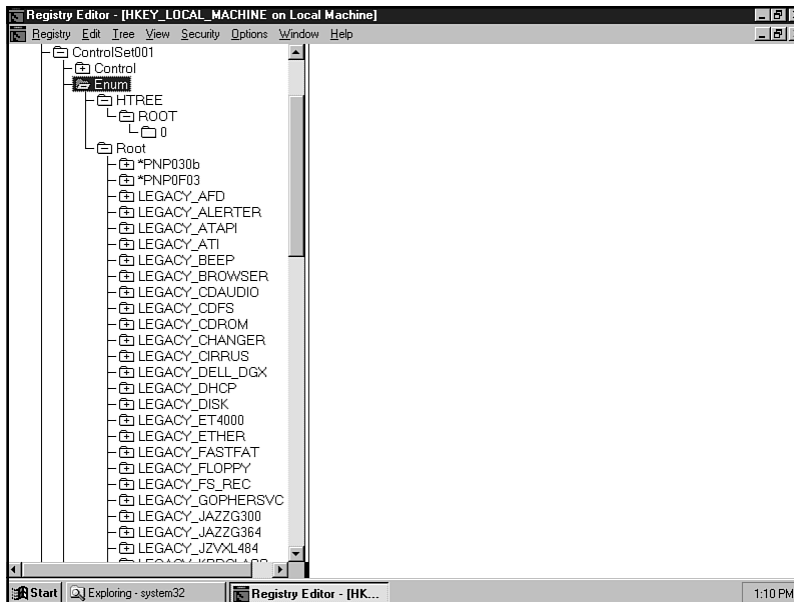 Registry Editor - [HKEY_LOCAL_MACHINE on Local Machine]
Registry Edit Tree View Security Options Window Help
ControlSet001
Control
Enum
HTREE
ROOT
0
Root
*PNP030b
*PNP0F03
LEGACY_AFD
LEGACY_ALERTER
LEGACY_ATAPI
LEGACY_ATI
LEGACY_BEEP
LEGACY_BROWSER
LEGACY_CDAUDIO
LEGACY_CDFS
LEGACY_CDROM
LEGACY_CHANGER
LEGACY_CIRRUS
LEGACY_DELL_DGX
LEGACY_DHCP
LEGACY_DISK
LEGACY_ET4000
LEGACY_ETHER
LEGACY_FASTFAT
LEGACY_FLOPPY
LEGACY_FS_REC
LEGACY_GOPHERSVC
LEGACY_JAZZG300
LEGACY_JAZZG364
LEGACY_JZVXL484
Start Exploring - system32 Registry Editor - [HK... 1:10 PM